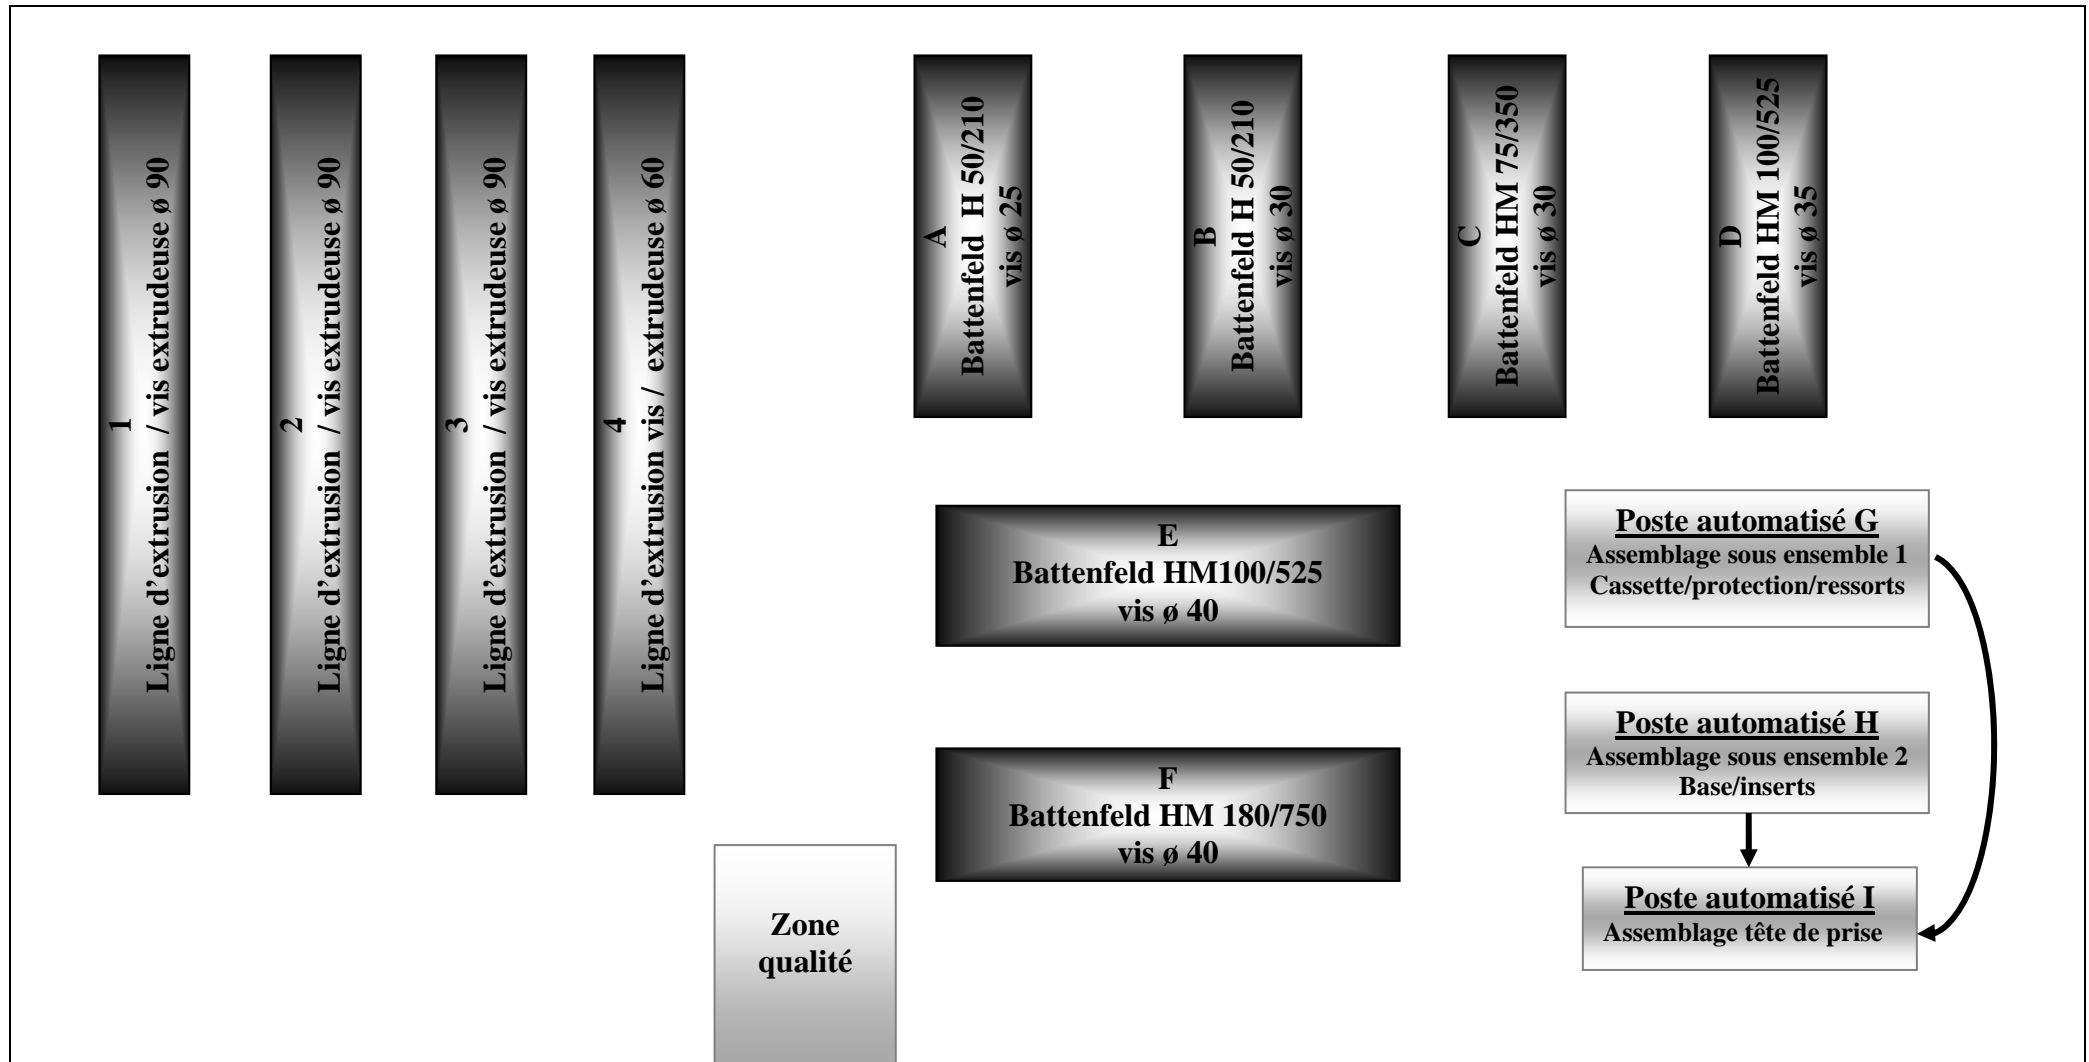 1
Ligne d’extrusion / vis extrudeuse ø 90
2
Ligne d’extrusion / vis extrudeuse ø 90
3
Ligne d’extrusion / vis extrudeuse ø 90
4
Ligne d’extrusion vis / extrudeuse ø 60
A
Battenfeld H 50/210
vis ø 25
B
Battenfeld H 50/210
vis ø 30
C
Battenfeld HM 75/350
vis ø 30
D
Battenfeld HM 100/525
vis ø 35
E
Battenfeld HM100/525
vis ø 40
Poste automatisé G
Assemblage sous ensemble 1
Cassette/protection/ressorts
F
Battenfeld HM 180/750
vis ø 40
Poste automatisé H
Assemblage sous ensemble 2
Base/inserts
Zone
qualité
Poste automatisé I
Assemblage tête de prise